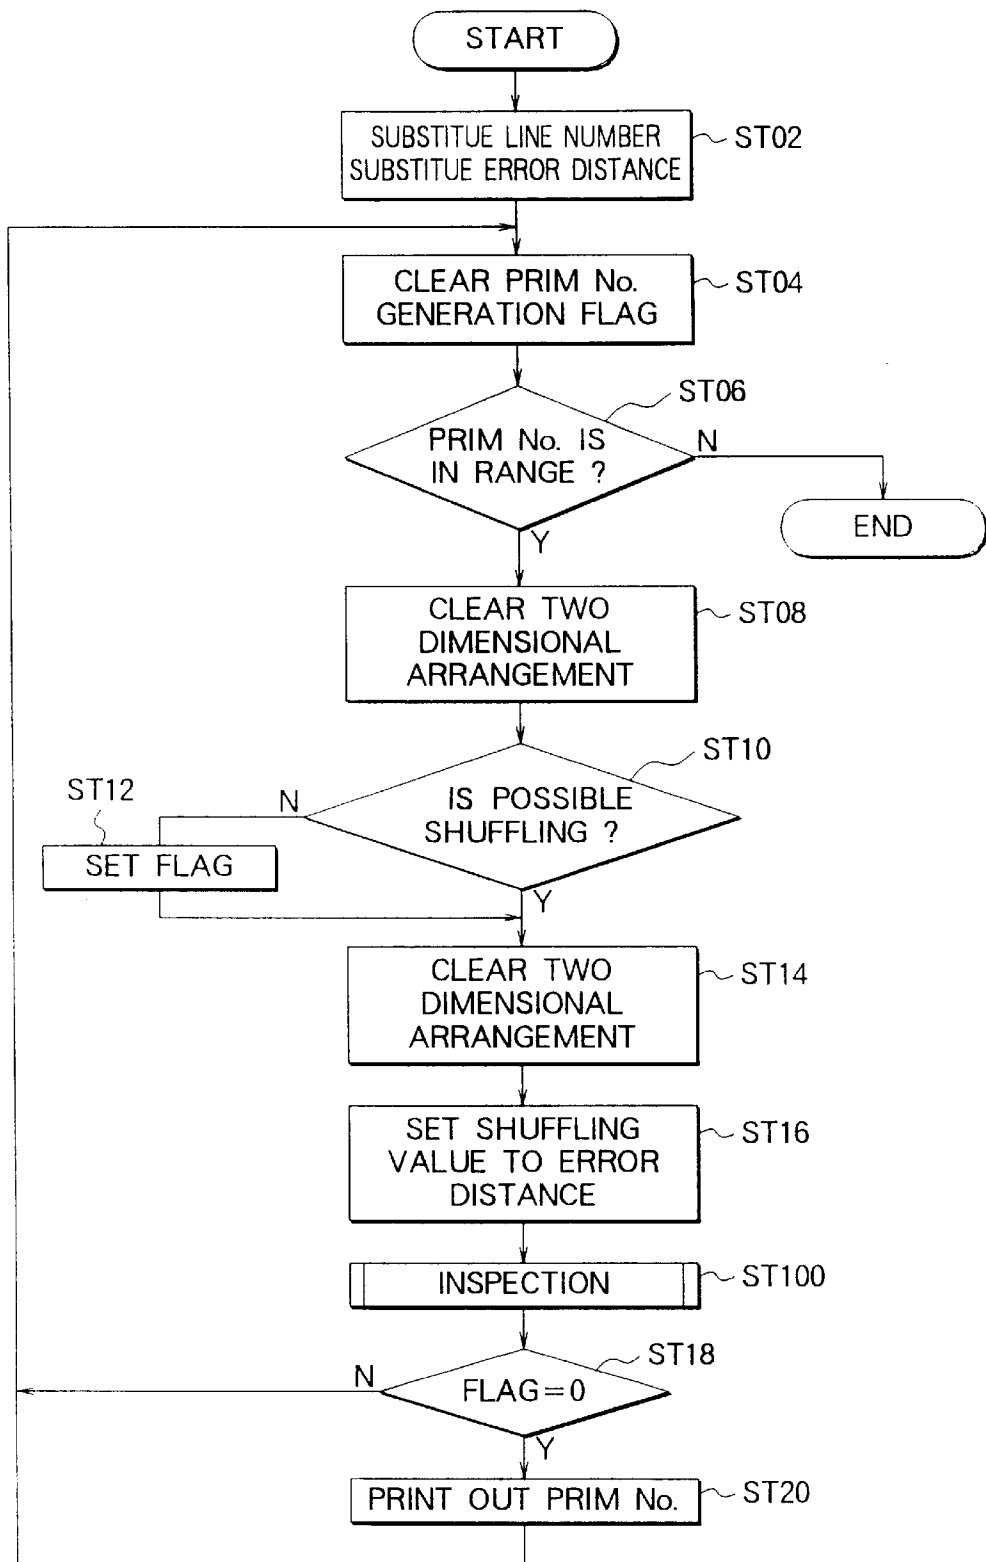 START
SUBSTITUE LINE NUMBER
SUBSTITUE ERROR DISTANCE
ST02
CLEAR PRIM No.
GENERATION FLAG
ST04
ST06
PRIM No. IS
IN RANGE ?
N
END
Y
CLEAR TWO
DIMENSIONAL
ARRANGEMENT
ST08
ST10
IS POSSIBLE
SHUFFLING ?
N
ST12
SET FLAG
Y
CLEAR TWO
DIMENSIONAL
ARRANGEMENT
ST14
SET SHUFFLING
VALUE TO ERROR
DISTANCE
ST16
INSPECTION
ST100
ST18
FLAG=0
N
Y
PRINT OUT PRIM No.
ST20